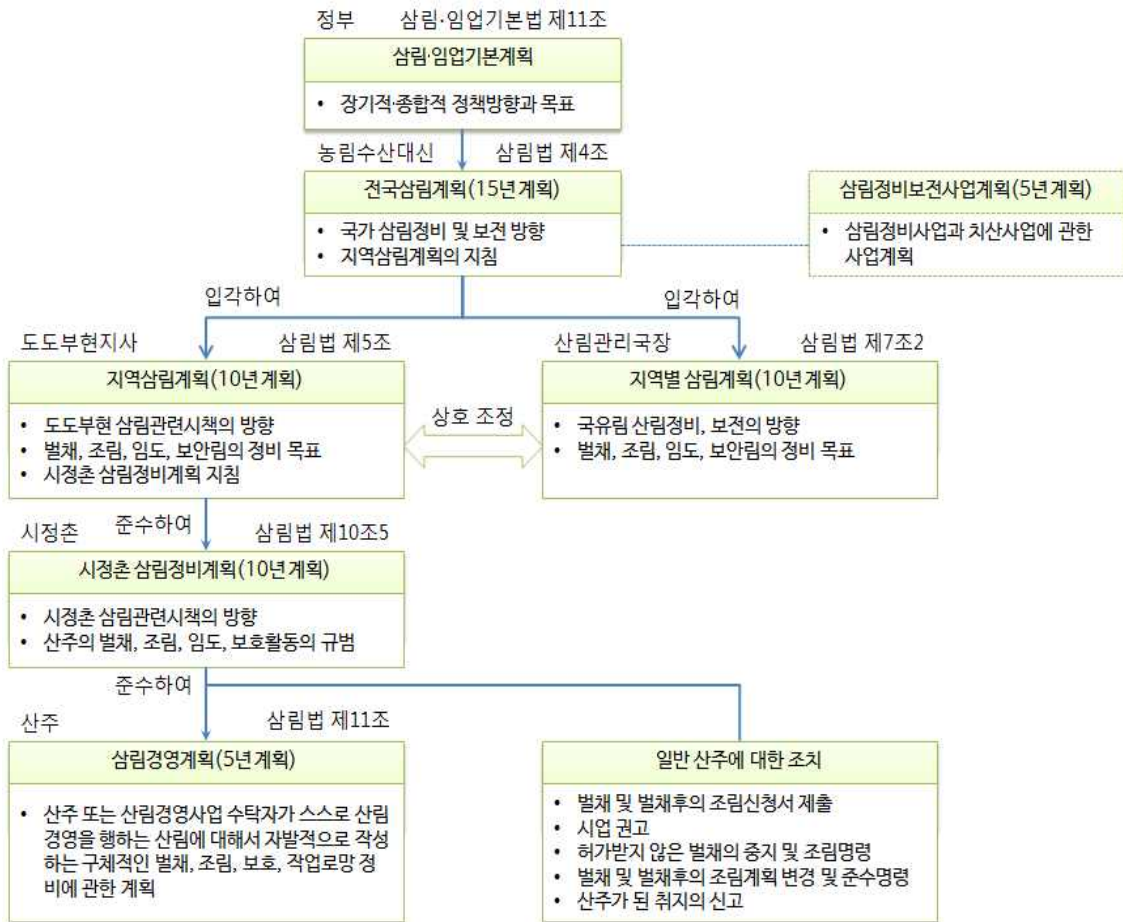 정부 삼림·임업기본법 제11조
삼림·임업기본계획
• 장기적·종합적 정책방향과 목표
농림수산대신 삼림법 제4조
전국삼림계획(15년 계획)
• 국가 삼림정비 및 보전 방향
• 지역삼림계획의 지침
삼림정비보전사업계획(5년 계획)
• 삼림정비사업과 치산사업에 관한
사업계획
입각하여
입각하여
도도부현지사 삼림법 제5조
지역삼림계획(10년 계획)
• 도도부현 삼림관련시책의 방향
• 벌채, 조림, 임도, 보안림의 정비 목표
• 시정촌 삼림정비계획 지침
상호 조정
산림관리국장 삼림법 제7조2
지역별 삼림계획(10년 계획)
• 국유림 산림정비, 보전의 방향
• 벌채, 조림, 임도, 보안림의 정비 목표
준수하여
시정촌 삼림법 제10조5
시정촌 삼림정비계획(10년 계획)
• 시정촌 삼림관련시책의 방향
• 산주의 벌채, 조림, 임도, 보호활동의 규범
준수하여
산주 삼림법 제11조
삼림경영계획(5년 계획)
• 산주 또는 산림경영사업 수탁자가 스스로 산림
경영을 행하는 산림에 대해서 자발적으로 작성
하는 구체적인 벌채, 조림, 보호, 작업로망 정
비에 관한 계획
일반 산주에 대한 조치
• 벌채 및 벌채후의 조림신청서 제출
• 시업 권고
• 허가받지 않은 벌채의 중지 및 조림명령
• 벌채 및 벌채후의 조림계획 변경 및 준수명령
• 산주가 된 취지의 신고